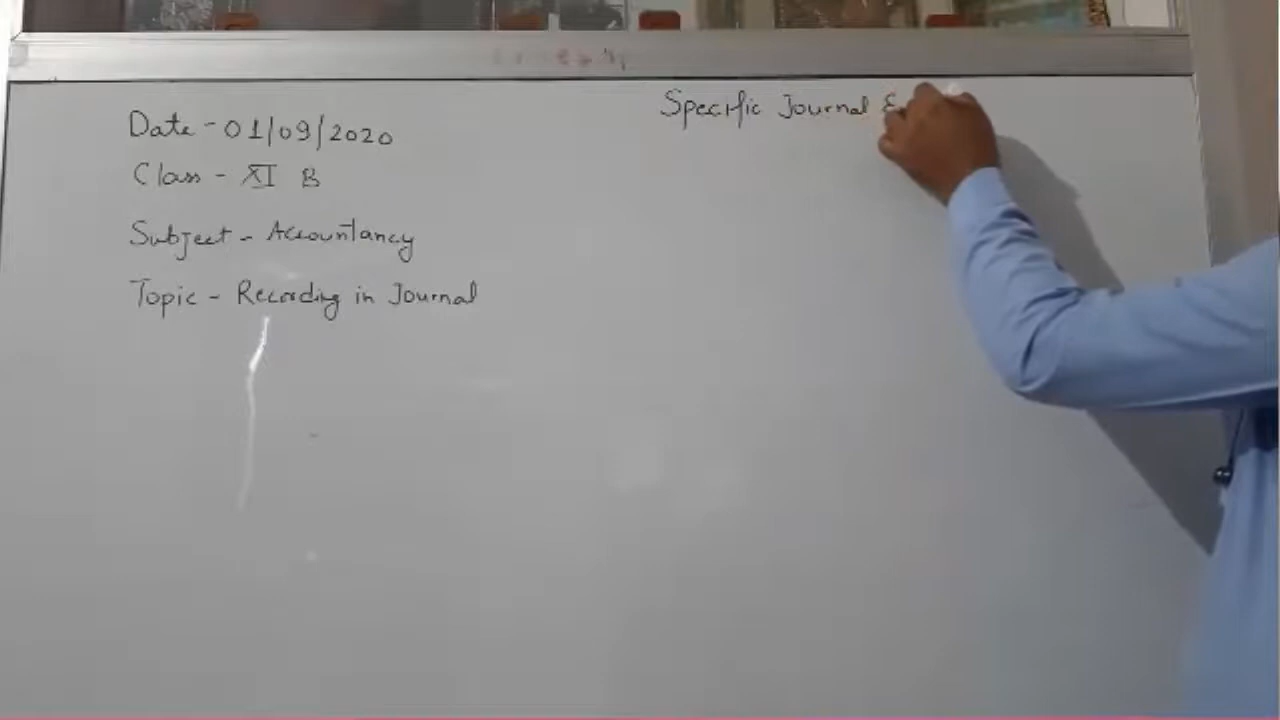 Date - 01/09/2020
Class - XI B
Subject - Accountancy
Topic - Recording in Journal
Specific Journal E